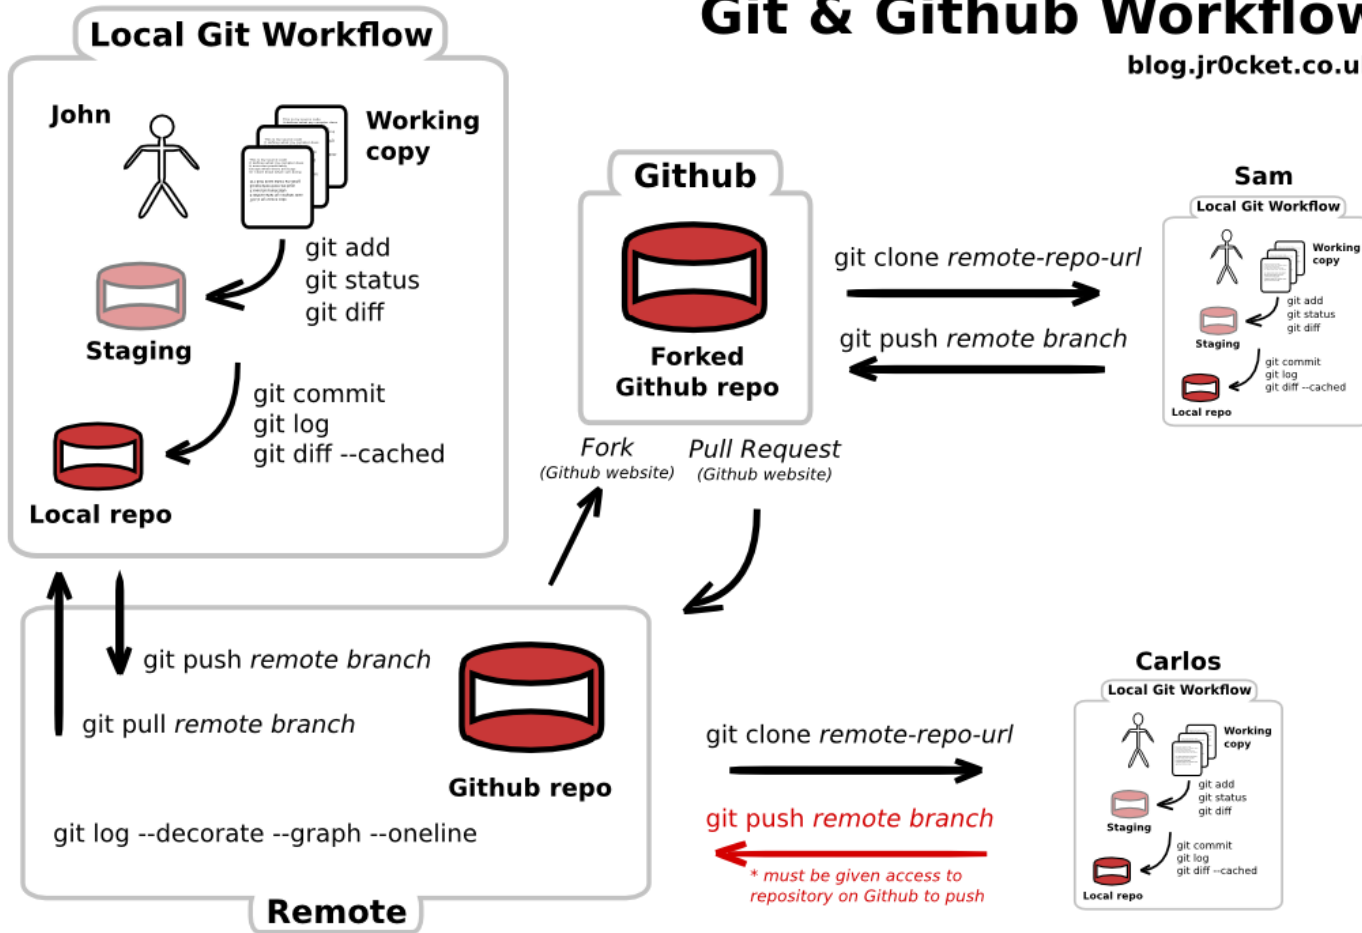 Git & Github Workflow
blog.jr0cket.co.u
Local Git Workflow
John
Working
copy
git add
git status
git diff
Staging
git commit
git log
git diff --cached
Local repo
Github
Forked
Github repo
git clone remote-repo-url
git push remote branch
Sam
Local Git Workflow
Working
copy
git add
git status
git diff
Staging
git commit
git log
git diff --cached
Local repo
Fork
(Github website)
Pull Request
(Github website)
git push remote branch
git pull remote branch
Github repo
git log --decorate --graph --oneline
Remote
git clone remote-repo-url
git push remote branch
* must be given access to
repository on Github to push
Carlos
Local Git Workflow
Working
copy
git add
git status
git diff
Staging
git commit
git log
git diff --cached
Local repo